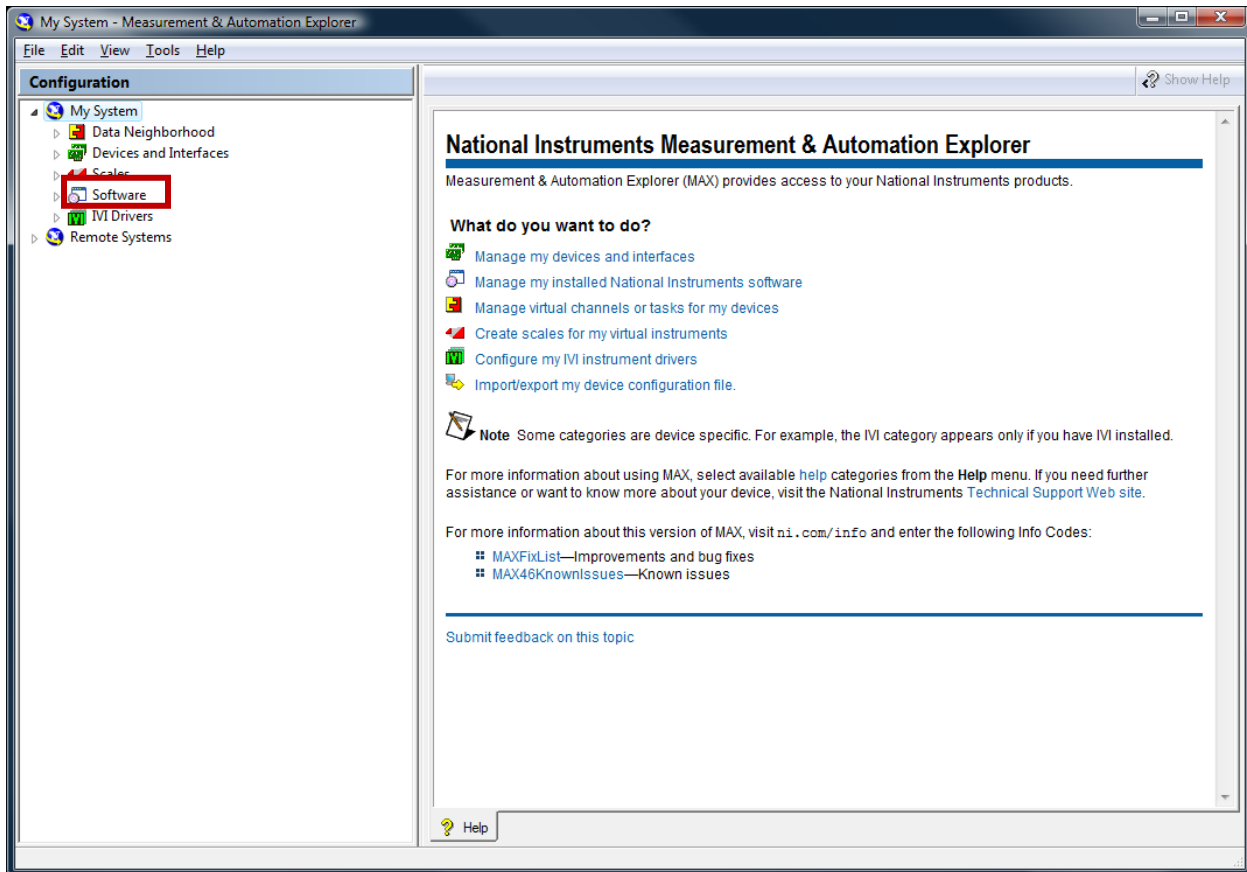 My System - Measurement & Automation Explorer
File Edit View Tools Help
Configuration
Show Help
My System
Data Neighborhood
Devices and Interfaces
Scales
Software
IVI Drivers
Remote Systems
National Instruments Measurement & Automation Explorer
Measurement & Automation Explorer (MAX) provides access to your National Instruments products.
What do you want to do?
Manage my devices and interfaces
Manage my installed National Instruments software
Manage virtual channels or tasks for my devices
Create scales for my virtual instruments
IVI Configure my IVI instrument drivers
Import/export my device configuration file.
Note Some categories are device specific. For example, the IVI category appears only if you have IVI installed.
For more information about using MAX, select available help categories from the Help menu. If you need further
assistance or want to know more about your device, visit the National Instruments Technical Support Web site.
For more information about this version of MAX, visit ni.com/info and enter the following Info Codes:
MAXFixList—Improvements and bug fixes
MAX46KnownIssues—Known issues
Submit feedback on this topic
Help